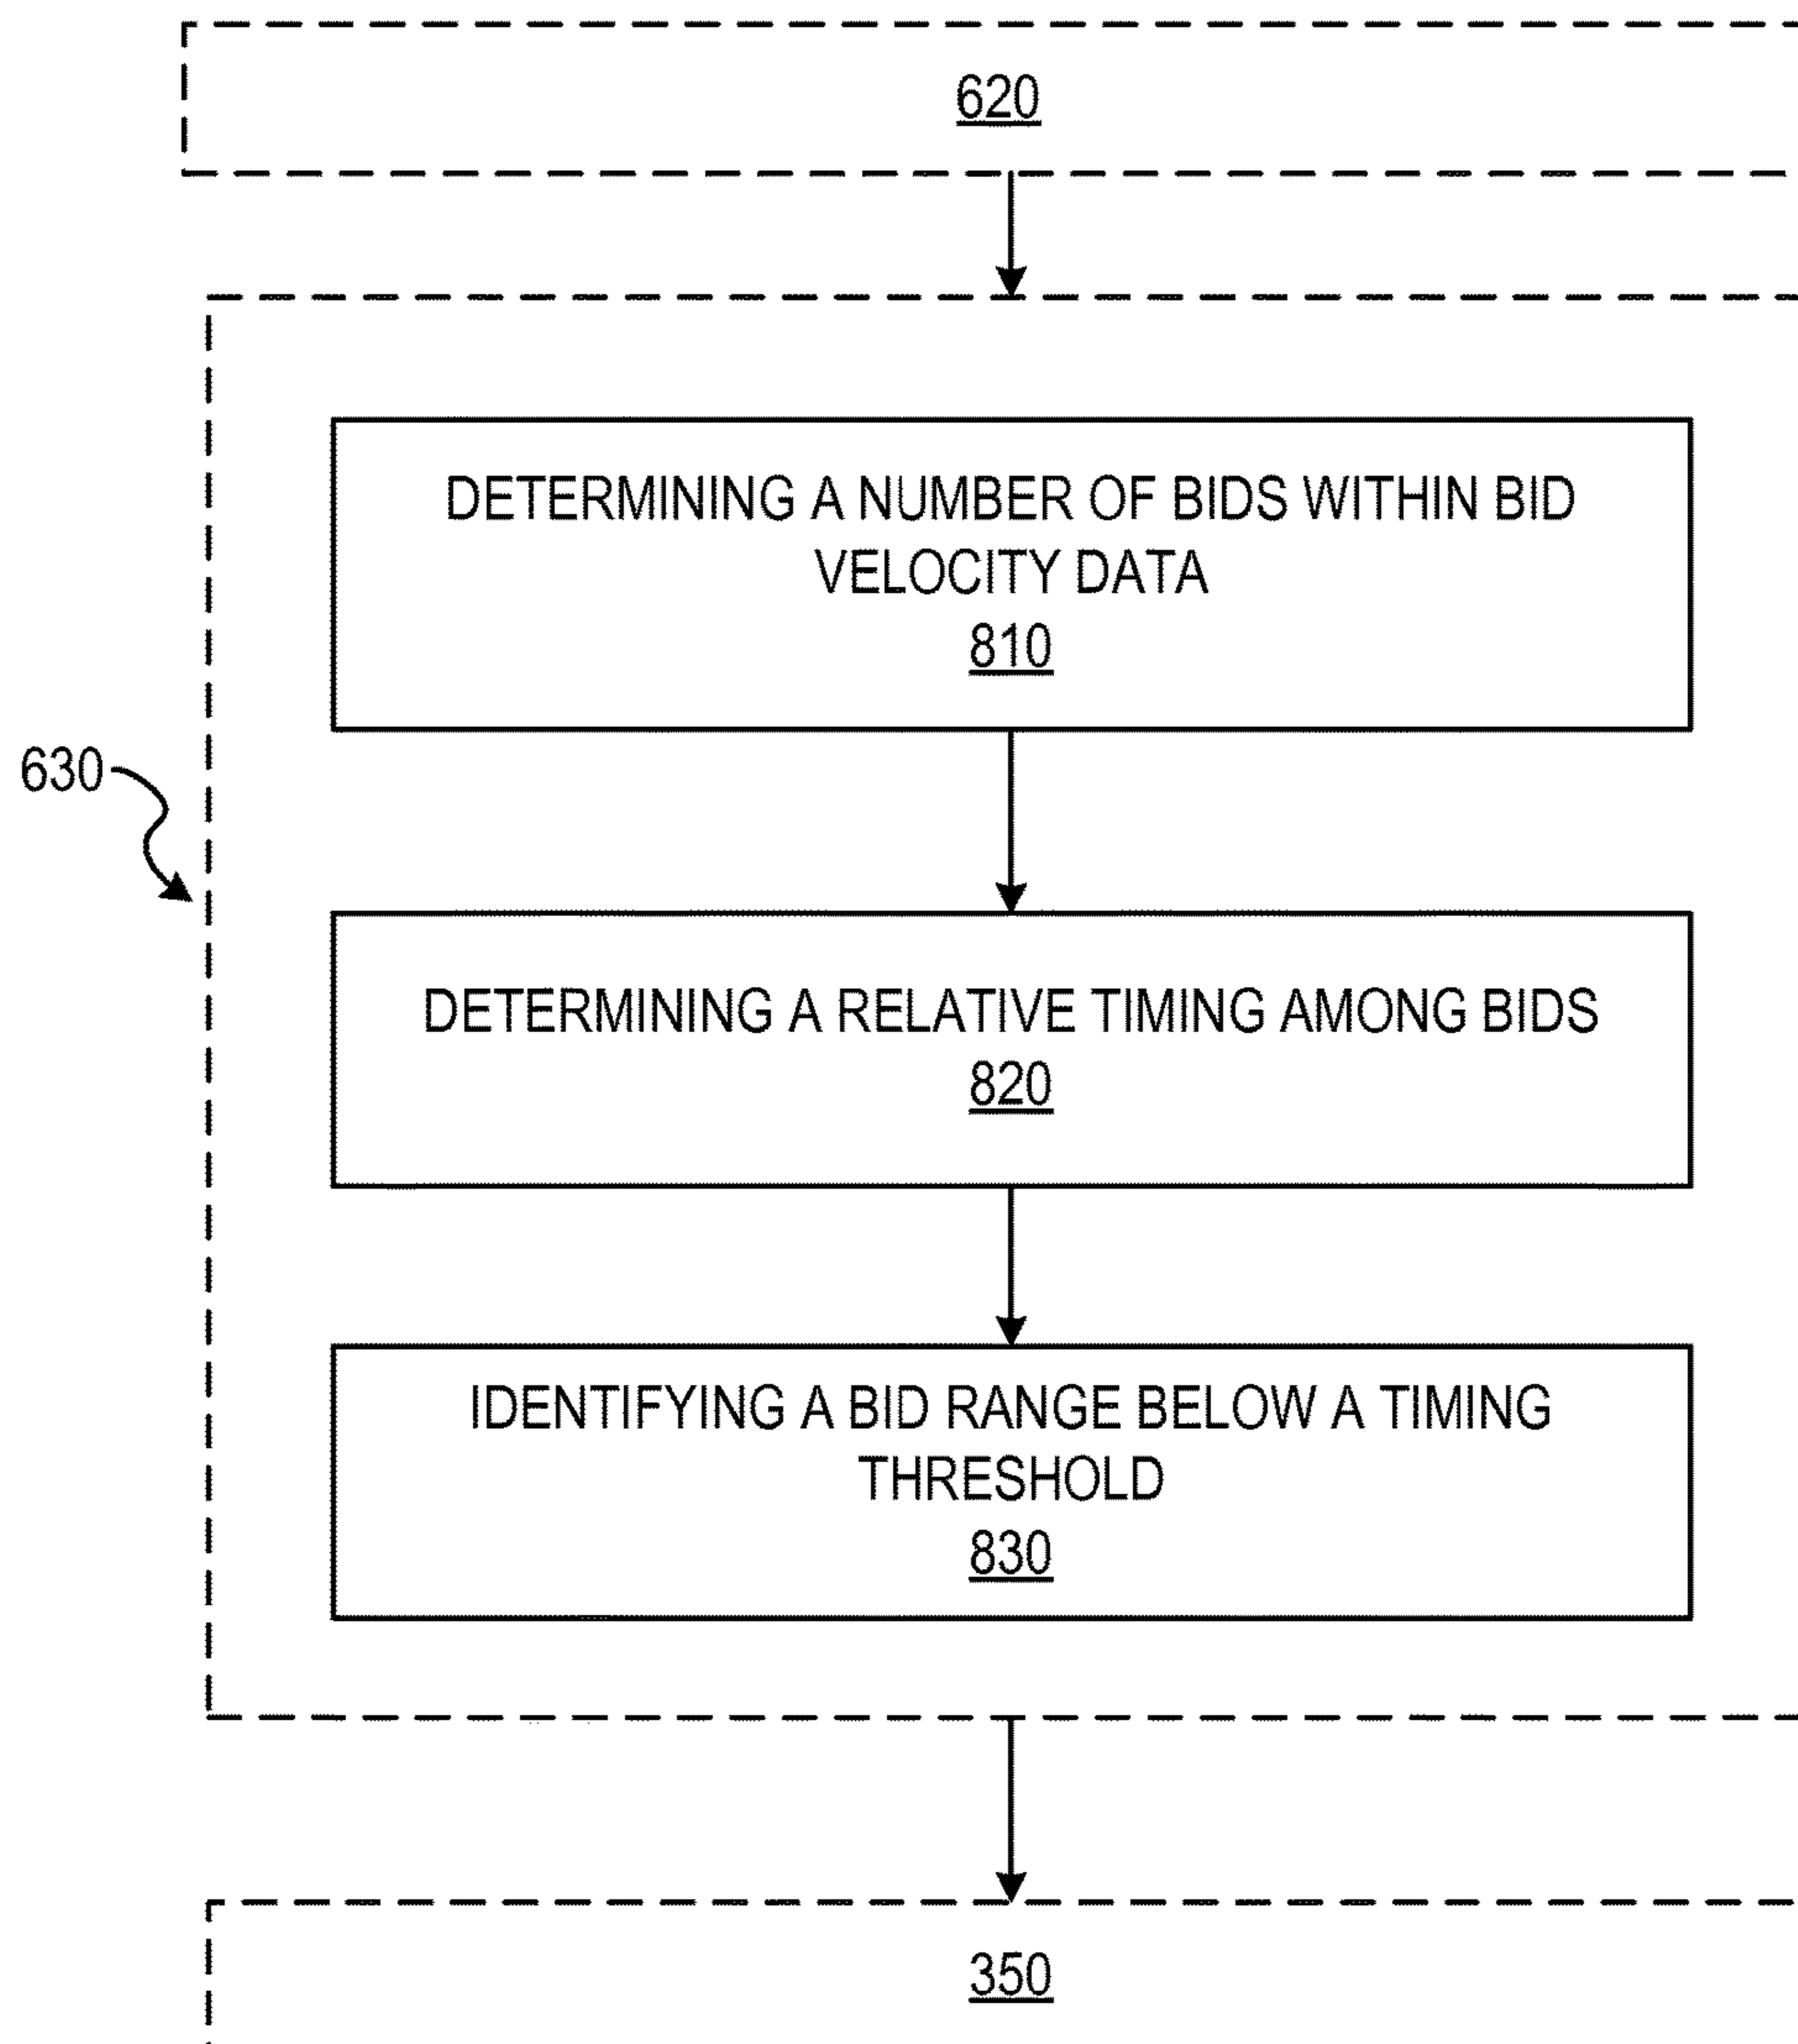 620
DETERMINING A NUMBER OF BIDS WITHIN BID
VELOCITY DATA
810
630
DETERMINING A RELATIVE TIMING AMONG BIDS
820
IDENTIFYING A BID RANGE BELOW A TIMING
THRESHOLD
830
350